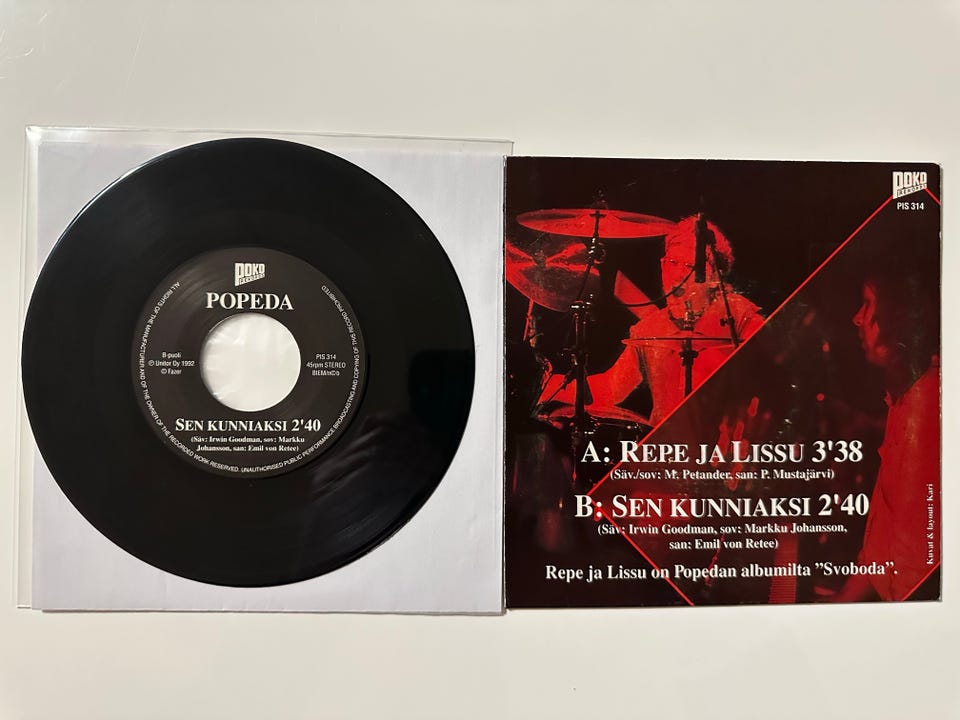 POKO
REKORDS
POPEDA
B-puoli
℗ Unitor Oy 1992
© Fazer
PIS 314
45rpm STEREO
BIEM/n©b
SEN KUNNIAKSI 2'40
(Säv: Irwin Goodman, sov: Markku
Johansson, san: Emil von Retee)
ALL RIGHTS OF THE MANUFACTURER AND OF THE OWNER OF THE RECORDED WORK RESERVED. UNAUTHORISED PUBLIC PERFORMANCE BROADCASTING AND COPYING OF THIS RECORD PROHIBITED
POKO
REKORDS
PIS 314
A: REPE JA LISSU 3'38
(Säv./sov: M. Petander, san: P. Mustajärvi)
B: SEN KUNNIAKSI 2'40
(Säv: Irwin Goodman, sov: Markku Johansson,
san: Emil von Retee)
Repe ja Lissu on Popedan albumilta ”Svoboda”.
Kuvat & layout: Kari